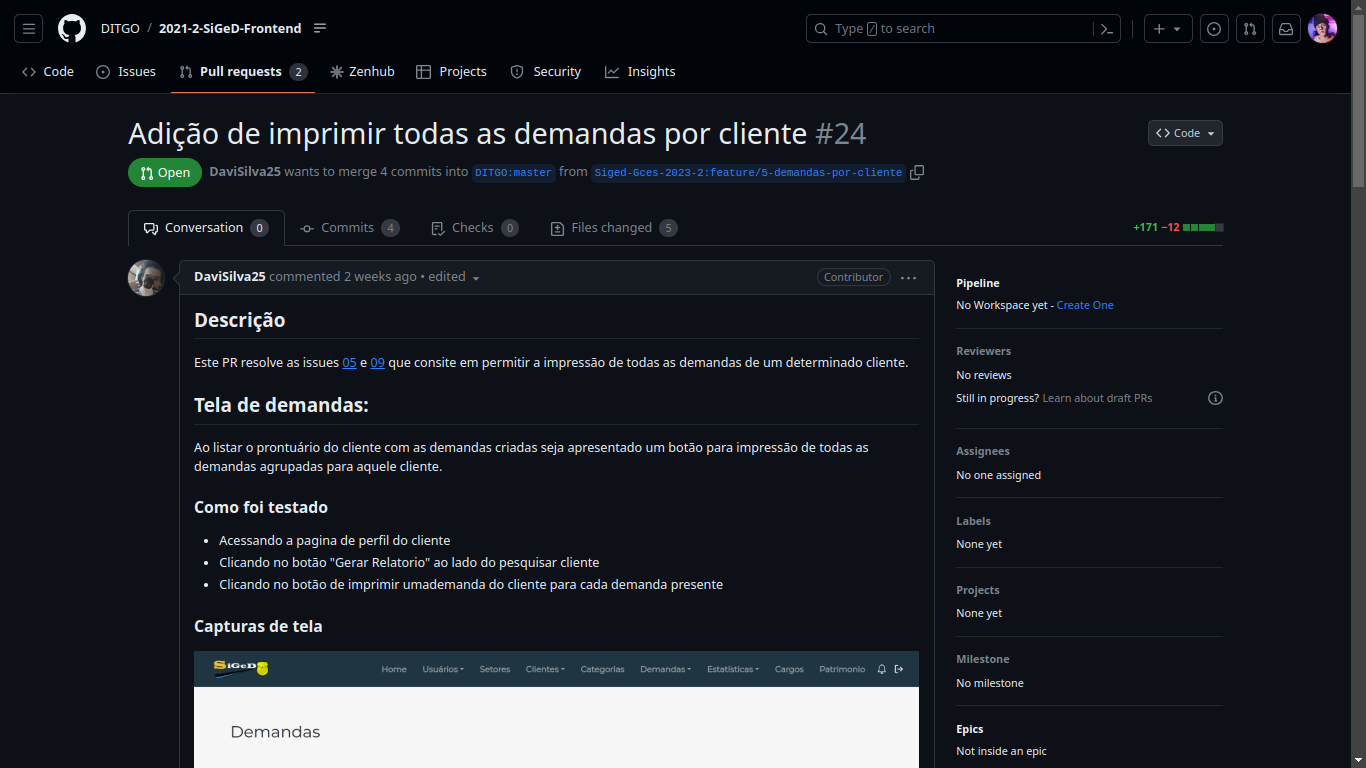 DITGO / 2021-2-SiGeD-Frontend
Type / to search
Code
Issues
Pull requests 2
Zenhub
Projects
Security
Insights
Adição de imprimir todas as demandas por cliente #24
Code
Open
DaviSilva25 wants to merge 4 commits into DITGO:master from Siged-Gces-2023-2:feature/5-demandas-por-cliente
Conversation 0
Commits 4
Checks 0
Files changed 5
+171 −12
DaviSilva25 commented 2 weeks ago • edited
Contributor
Descrição
Este PR resolve as issues 05 e 09 que consite em permitir a impressão de todas as demandas de um determinado cliente.
Tela de demandas:
Ao listar o prontuário do cliente com as demandas criadas seja apresentado um botão para impressão de todas as
demandas agrupadas para aquele cliente.
Como foi testado
Acessando a pagina de perfil do cliente
Clicando no botão "Gerar Relatorio" ao lado do pesquisar cliente
Clicando no botão de imprimir umademanda do cliente para cada demanda presente
Capturas de tela
SiGeD
Home
Usuários
Setores
Clientes
Categorias
Demandas
Estatísticas
Cargos
Patrimonio
Demandas
Pipeline
No Workspace yet - Create One
Reviewers
No reviews
Still in progress? Learn about draft PRs
Assignees
No one assigned
Labels
None yet
Projects
None yet
Milestone
No milestone
Epics
Not inside an epic